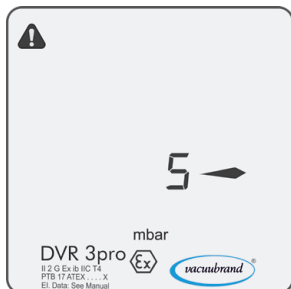 5
mbar
DVR 3pro
Ex
II 2 G Ex ib IIC T4
PTB 17 ATEX . . . . X
El. Data: See Manual
vacuubrand